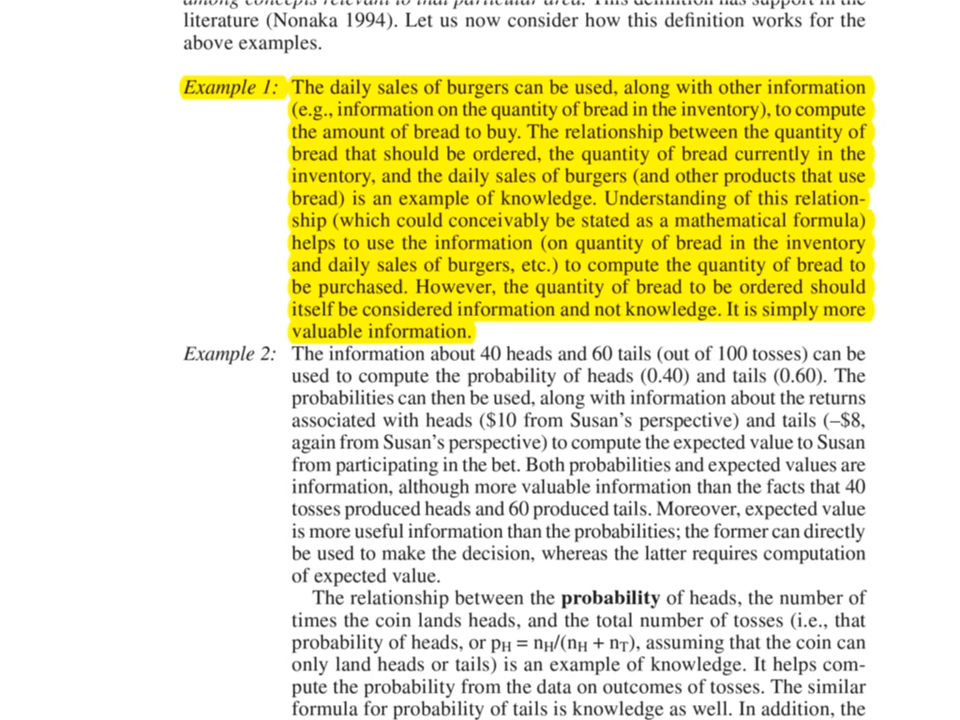 among concepts relevant to that particular area. This definition has support in the
literature (Nonaka 1994). Let us now consider how this definition works for the
above examples.
Example 1: The daily sales of burgers can be used, along with other information
(e.g., information on the quantity of bread in the inventory), to compute
the amount of bread to buy. The relationship between the quantity of
bread that should be ordered, the quantity of bread currently in the
inventory, and the daily sales of burgers (and other products that use
bread) is an example of knowledge. Understanding of this relation-
ship (which could conceivably be stated as a mathematical formula)
helps to use the information (on quantity of bread in the inventory
and daily sales of burgers, etc.) to compute the quantity of bread to
be purchased. However, the quantity of bread to be ordered should
itself be considered information and not knowledge. It is simply more
valuable information.
Example 2: The information about 40 heads and 60 tails (out of 100 tosses) can be
used to compute the probability of heads (0.40) and tails (0.60). The
probabilities can then be used, along with information about the returns
associated with heads ($10 from Susan’s perspective) and tails (–$8,
again from Susan’s perspective) to compute the expected value to Susan
from participating in the bet. Both probabilities and expected values are
information, although more valuable information than the facts that 40
tosses produced heads and 60 produced tails. Moreover, expected value
is more useful information than the probabilities; the former can directly
be used to make the decision, whereas the latter requires computation
of expected value.
The relationship between the probability of heads, the number of
times the coin lands heads, and the total number of tosses (i.e., that
probability of heads, or pH = nH/(nH + nT), assuming that the coin can
only land heads or tails) is an example of knowledge. It helps com-
pute the probability from the data on outcomes of tosses. The similar
formula for probability of tails is knowledge as well. In addition, the